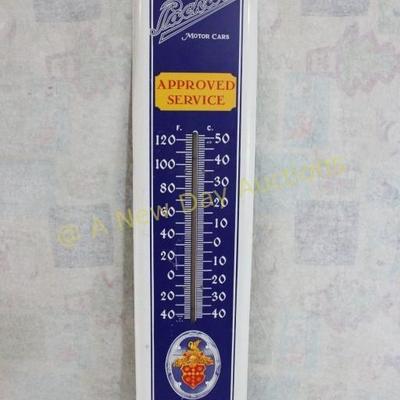 Packard
MOTOR CARS
APPROVED
SERVICE
F. C.
120 50
100 40
80 30
60 20
40 10
0
20 10
0 20
20 30
40 40
@ A New Day Auctions